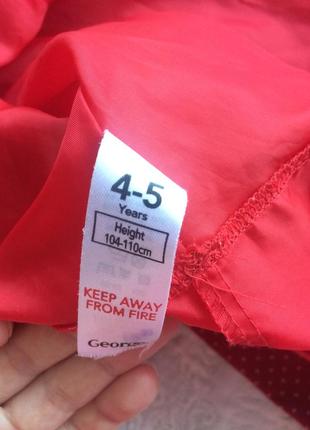 4-5
Years
Height
104-110cm
KEEP AWAY
FROM FIRE